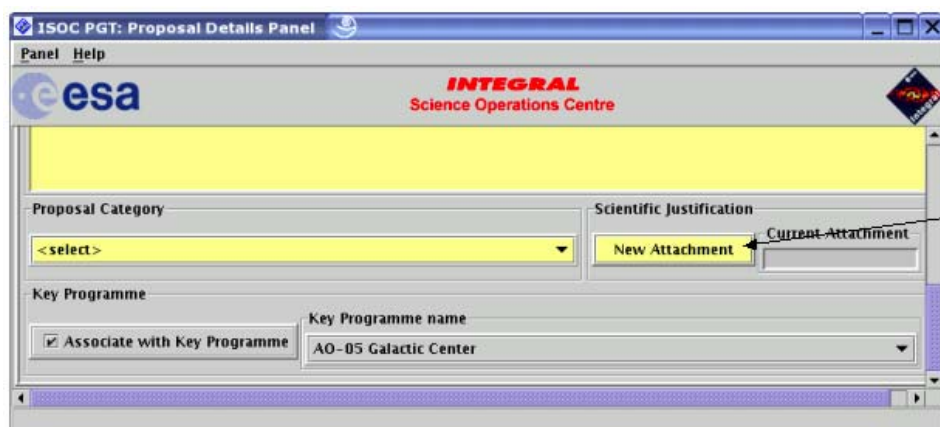 ISOC PGT: Proposal Details Panel
Panel Help
esa
INTEGRAL
Science Operations Centre
Integral
Proposal Category
<select>
Scientific Justification
New Attachment
Current Attachment
Key Programme
Associate with Key Programme
Key Programme name
AO-05 Galactic Center